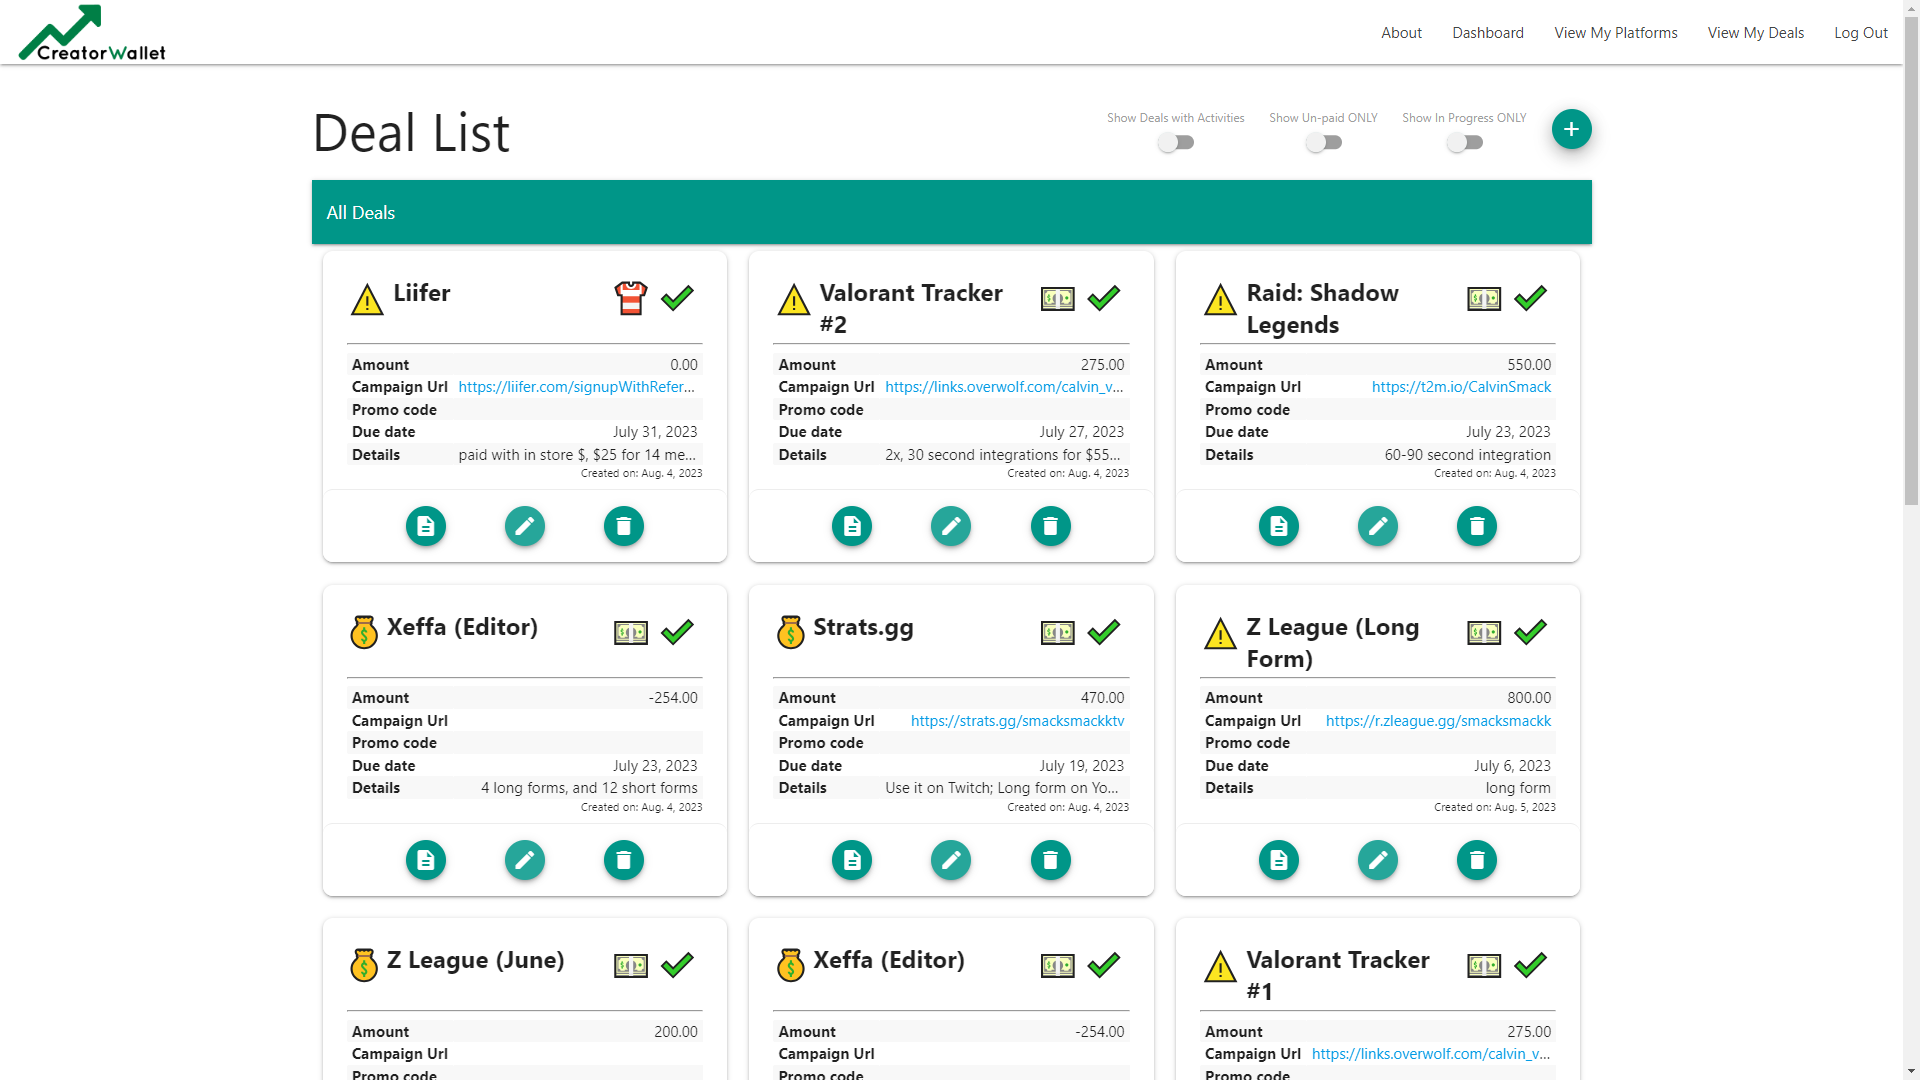 CreatorWallet
About
Dashboard
View My Platforms
View My Deals
Log Out
Deal List
Show Deals with Activities
Show Un-paid ONLY
Show In Progress ONLY
All Deals
Liifer
Amount 0.00
Campaign Url https://liifer.com/signupWithRefer...
Promo code
Due date July 31, 2023
Details paid with in store $, $25 for 14 me...
Created on: Aug. 4, 2023
Valorant Tracker
#2
Amount 275.00
Campaign Url https://links.overwolf.com/calvin_v...
Promo code
Due date July 27, 2023
Details 2x, 30 second integrations for $55...
Created on: Aug. 4, 2023
Raid: Shadow
Legends
Amount 550.00
Campaign Url https://t2m.io/CalvinSmack
Promo code
Due date July 23, 2023
Details 60-90 second integration
Created on: Aug. 4, 2023
Xeffa (Editor)
Amount -254.00
Campaign Url
Promo code
Due date July 23, 2023
Details 4 long forms, and 12 short forms
Created on: Aug. 4, 2023
Strats.gg
Amount 470.00
Campaign Url https://strats.gg/smacksmackktv
Promo code
Due date July 19, 2023
Details Use it on Twitch; Long form on Yo...
Created on: Aug. 4, 2023
Z League (Long
Form)
Amount 800.00
Campaign Url https://r.zleague.gg/smacksmackk
Promo code
Due date July 6, 2023
Details long form
Created on: Aug. 5, 2023
Z League (June)
Amount 200.00
Campaign Url
Promo code
Xeffa (Editor)
Amount -254.00
Campaign Url
Promo code
Valorant Tracker
#1
Amount 275.00
Campaign Url https://links.overwolf.com/calvin_v...
Promo code